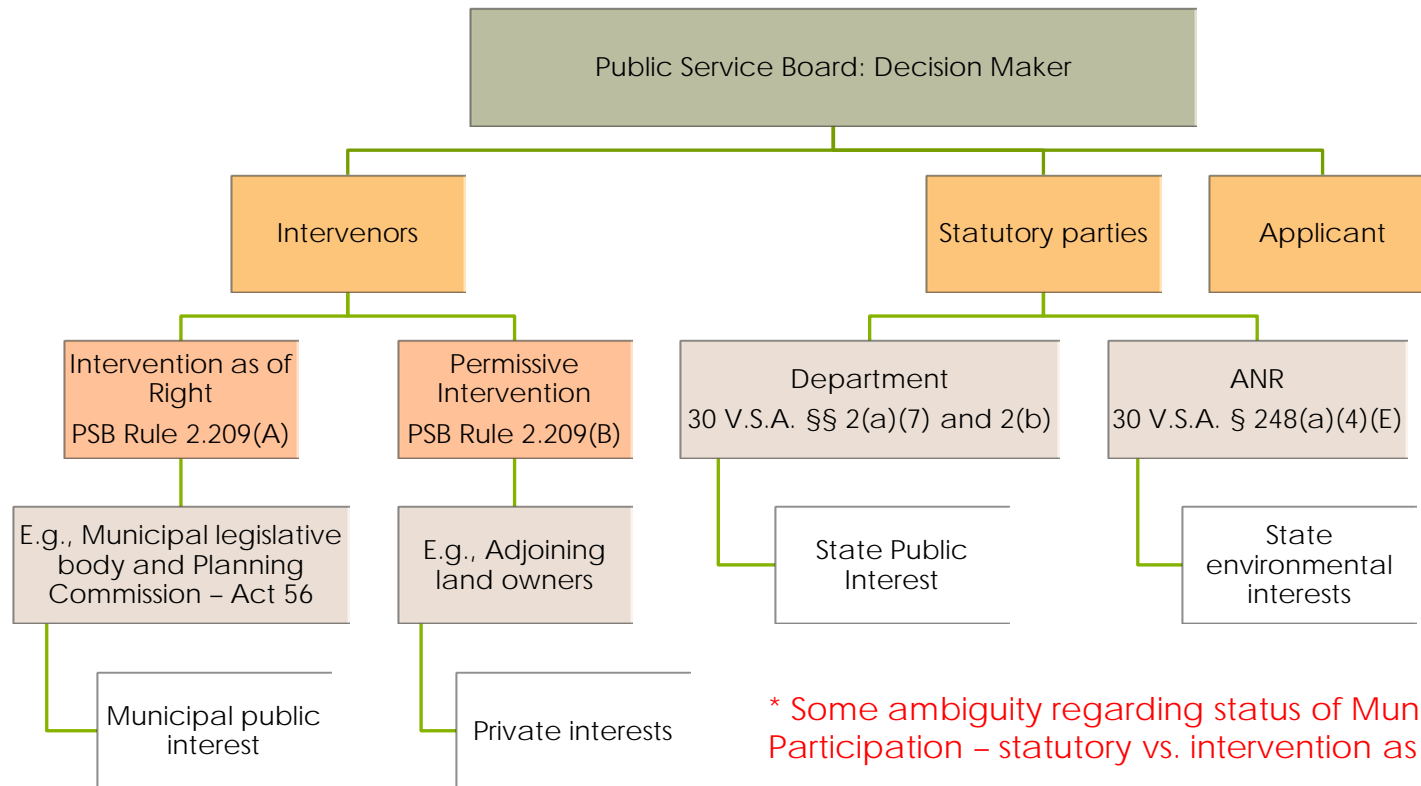 Public Service Board: Decision Maker
Intervenors
Statutory parties
Applicant
Intervention as of
Right
PSB Rule 2.209(A)
Permissive
Intervention
PSB Rule 2.209(B)
Department
30 V.S.A. §§ 2(a)(7) and 2(b)
ANR
30 V.S.A. § 248(a)(4)(E)
E.g., Municipal legislative
body and Planning
Commission – Act 56
E.g., Adjoining
land owners
State Public
Interest
State
environmental
interests
Municipal public
interest
Private interests
* Some ambiguity regarding status of Mun
Participation – statutory vs. intervention as